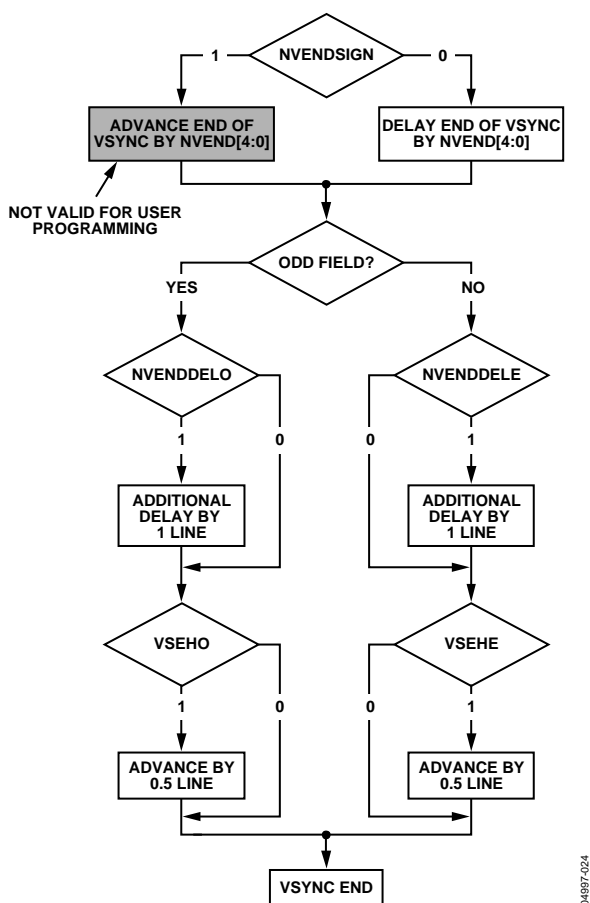 NVENDSIGN
1
0
ADVANCE END OF
VSYNC BY NVEND[4:0]
DELAY END OF VSYNC
BY NVEND[4:0]
NOT VALID FOR USER
PROGRAMMING
ODD FIELD?
YES
NO
NVENDDELO
NVENDDELE
1
0
0
1
ADDITIONAL
DELAY BY
1 LINE
ADDITIONAL
DELAY BY
1 LINE
VSEHO
VSEHE
1
0
0
1
ADVANCE BY
0.5 LINE
ADVANCE BY
0.5 LINE
VSYNC END
04997-024